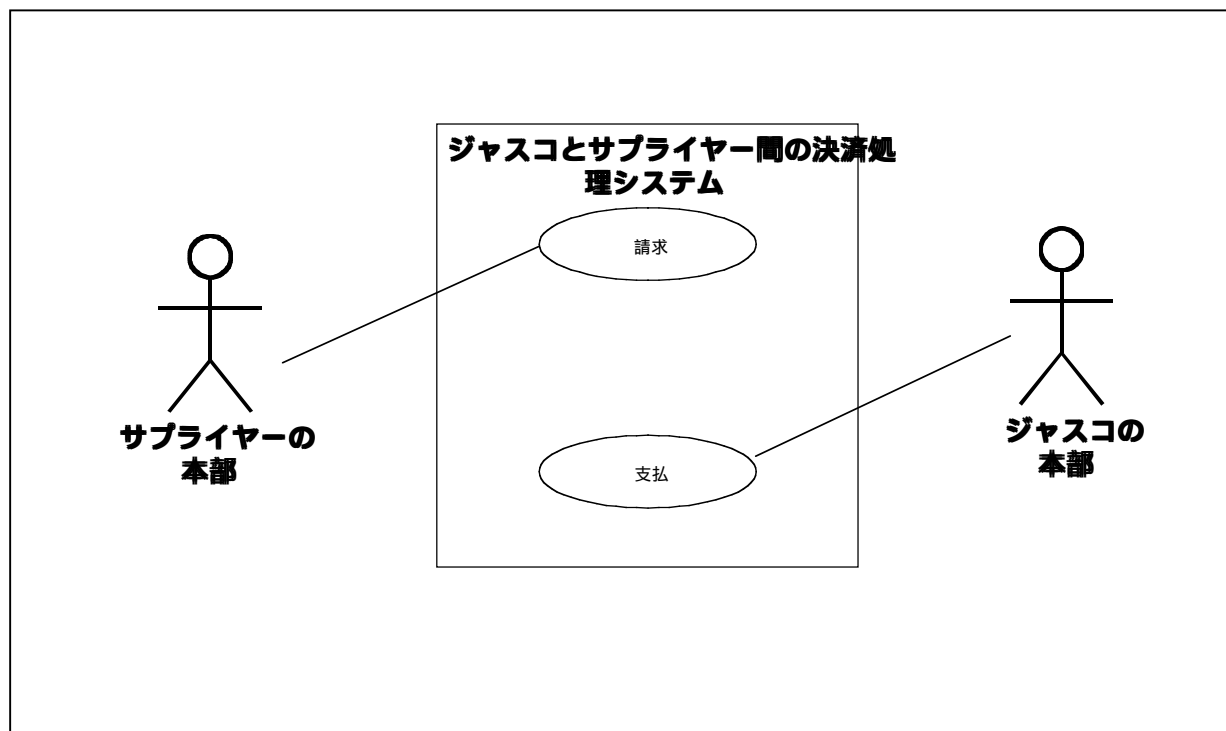 ジャスコとサプライヤー間の決済処
理システム
請求
サプライヤーの
本部
ジャスコの
本部
支払